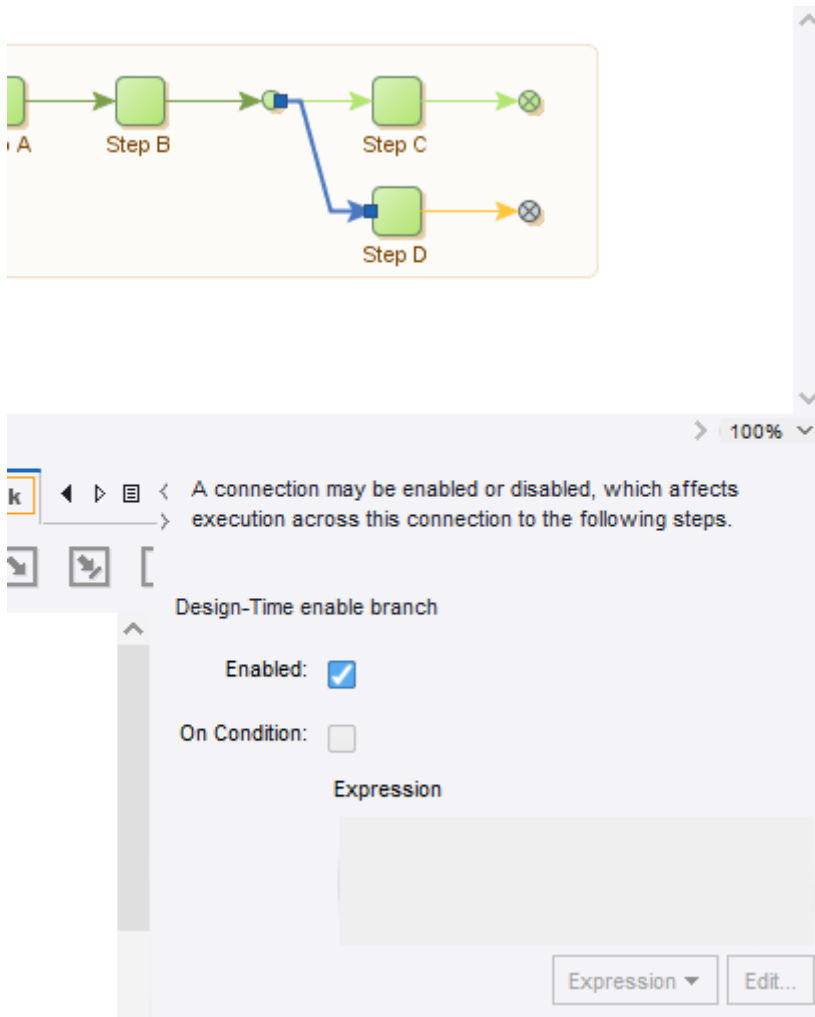 A
Step B
Step C
Step D
100%
k
A connection may be enabled or disabled, which affects
execution across this connection to the following steps.
Design-Time enable branch
Enabled:
On Condition:
Expression
Expression
Edit...